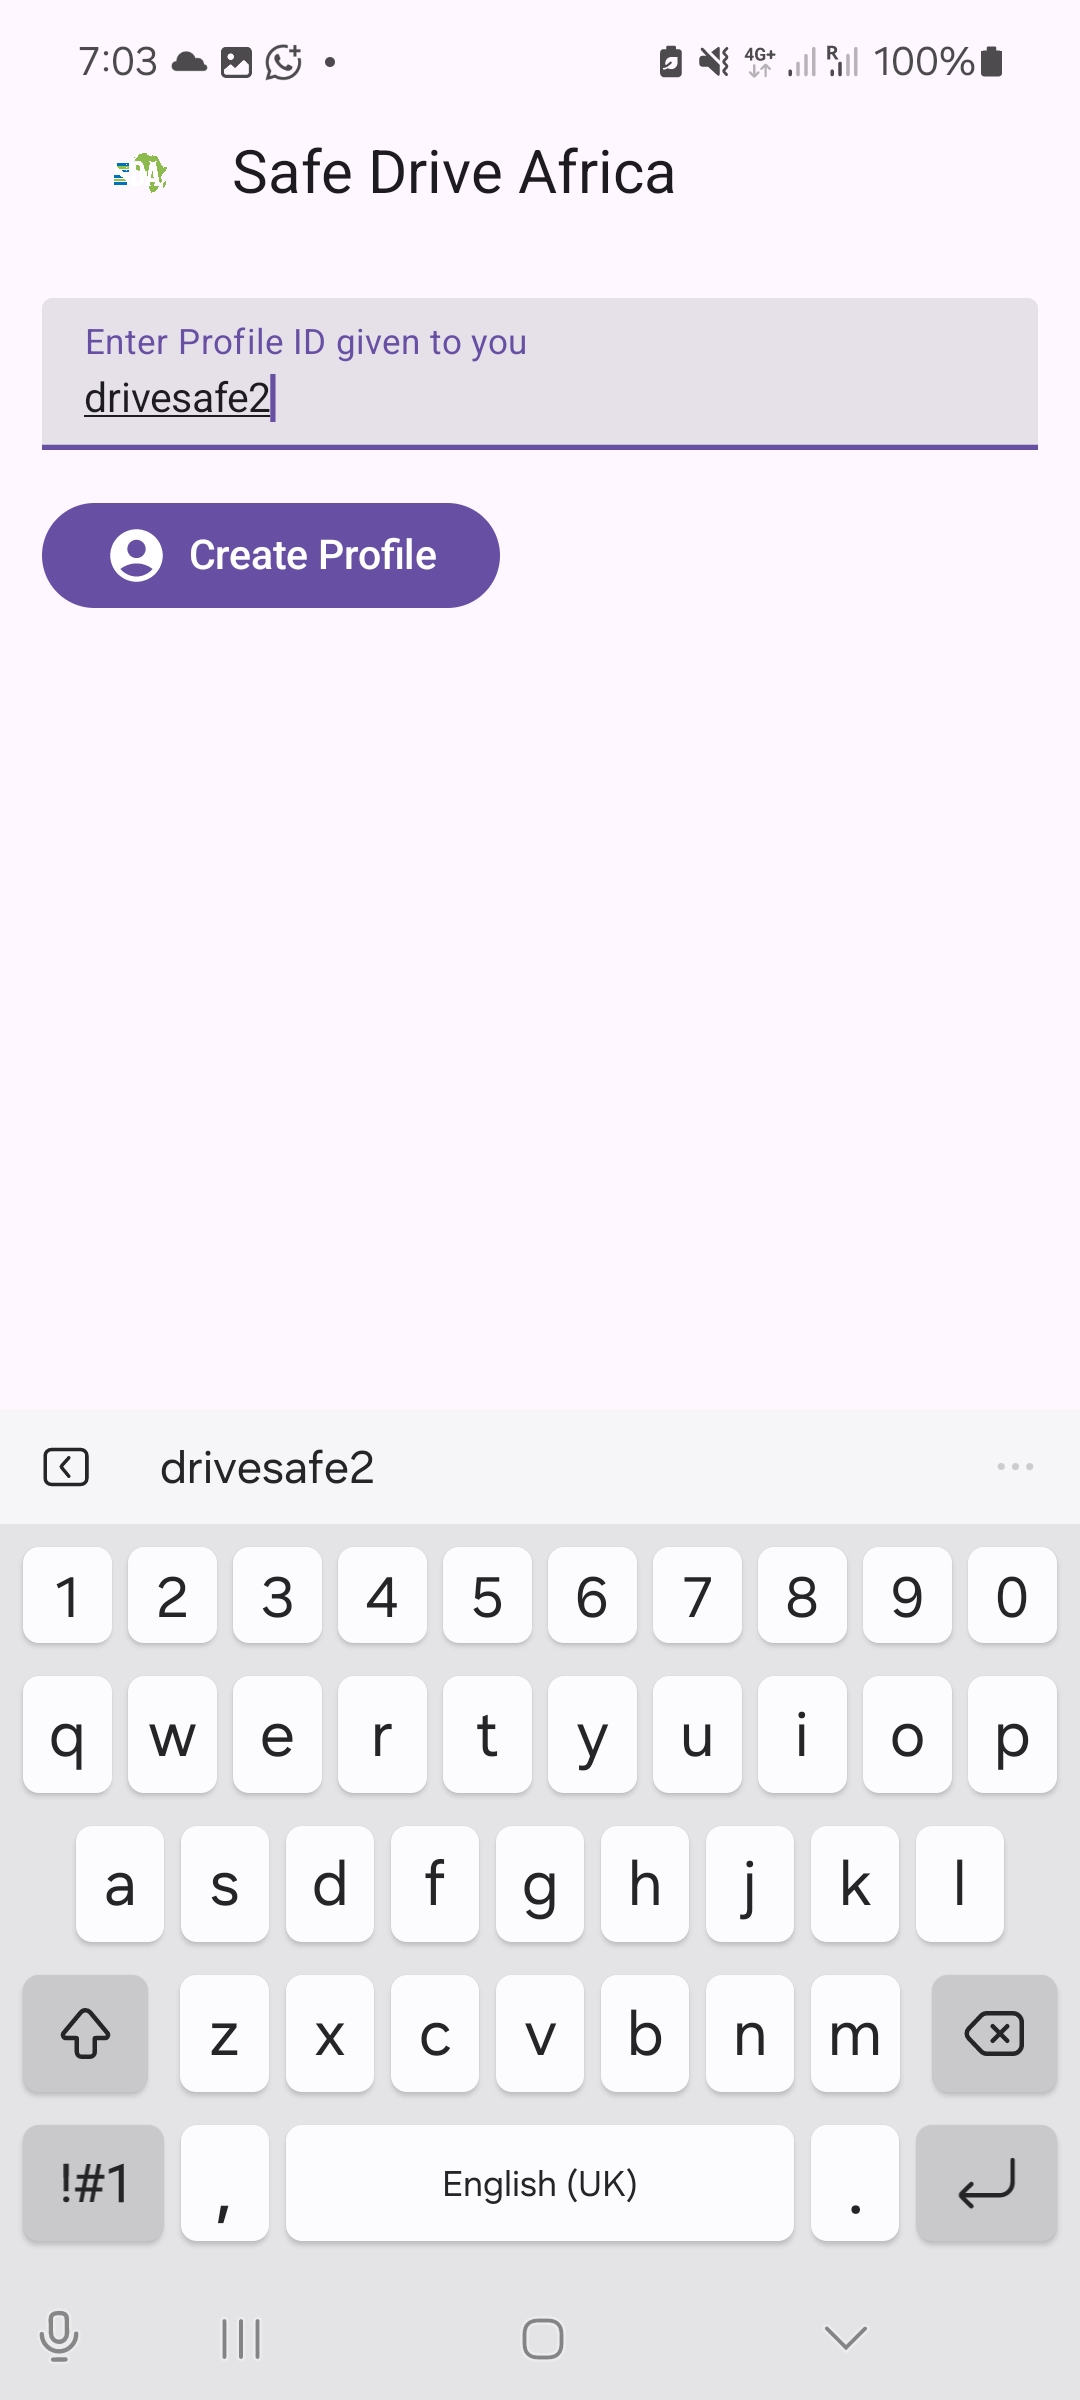 7:03 4G+ R 100%
Safe Drive Africa
Enter Profile ID given to you
drivesafe2
Create Profile
drivesafe2
1 2 3 4 5 6 7 8 9 0
q w e r t y u i o p
a s d f g h j k l
z x c v b n m
!#1 , English (UK) .